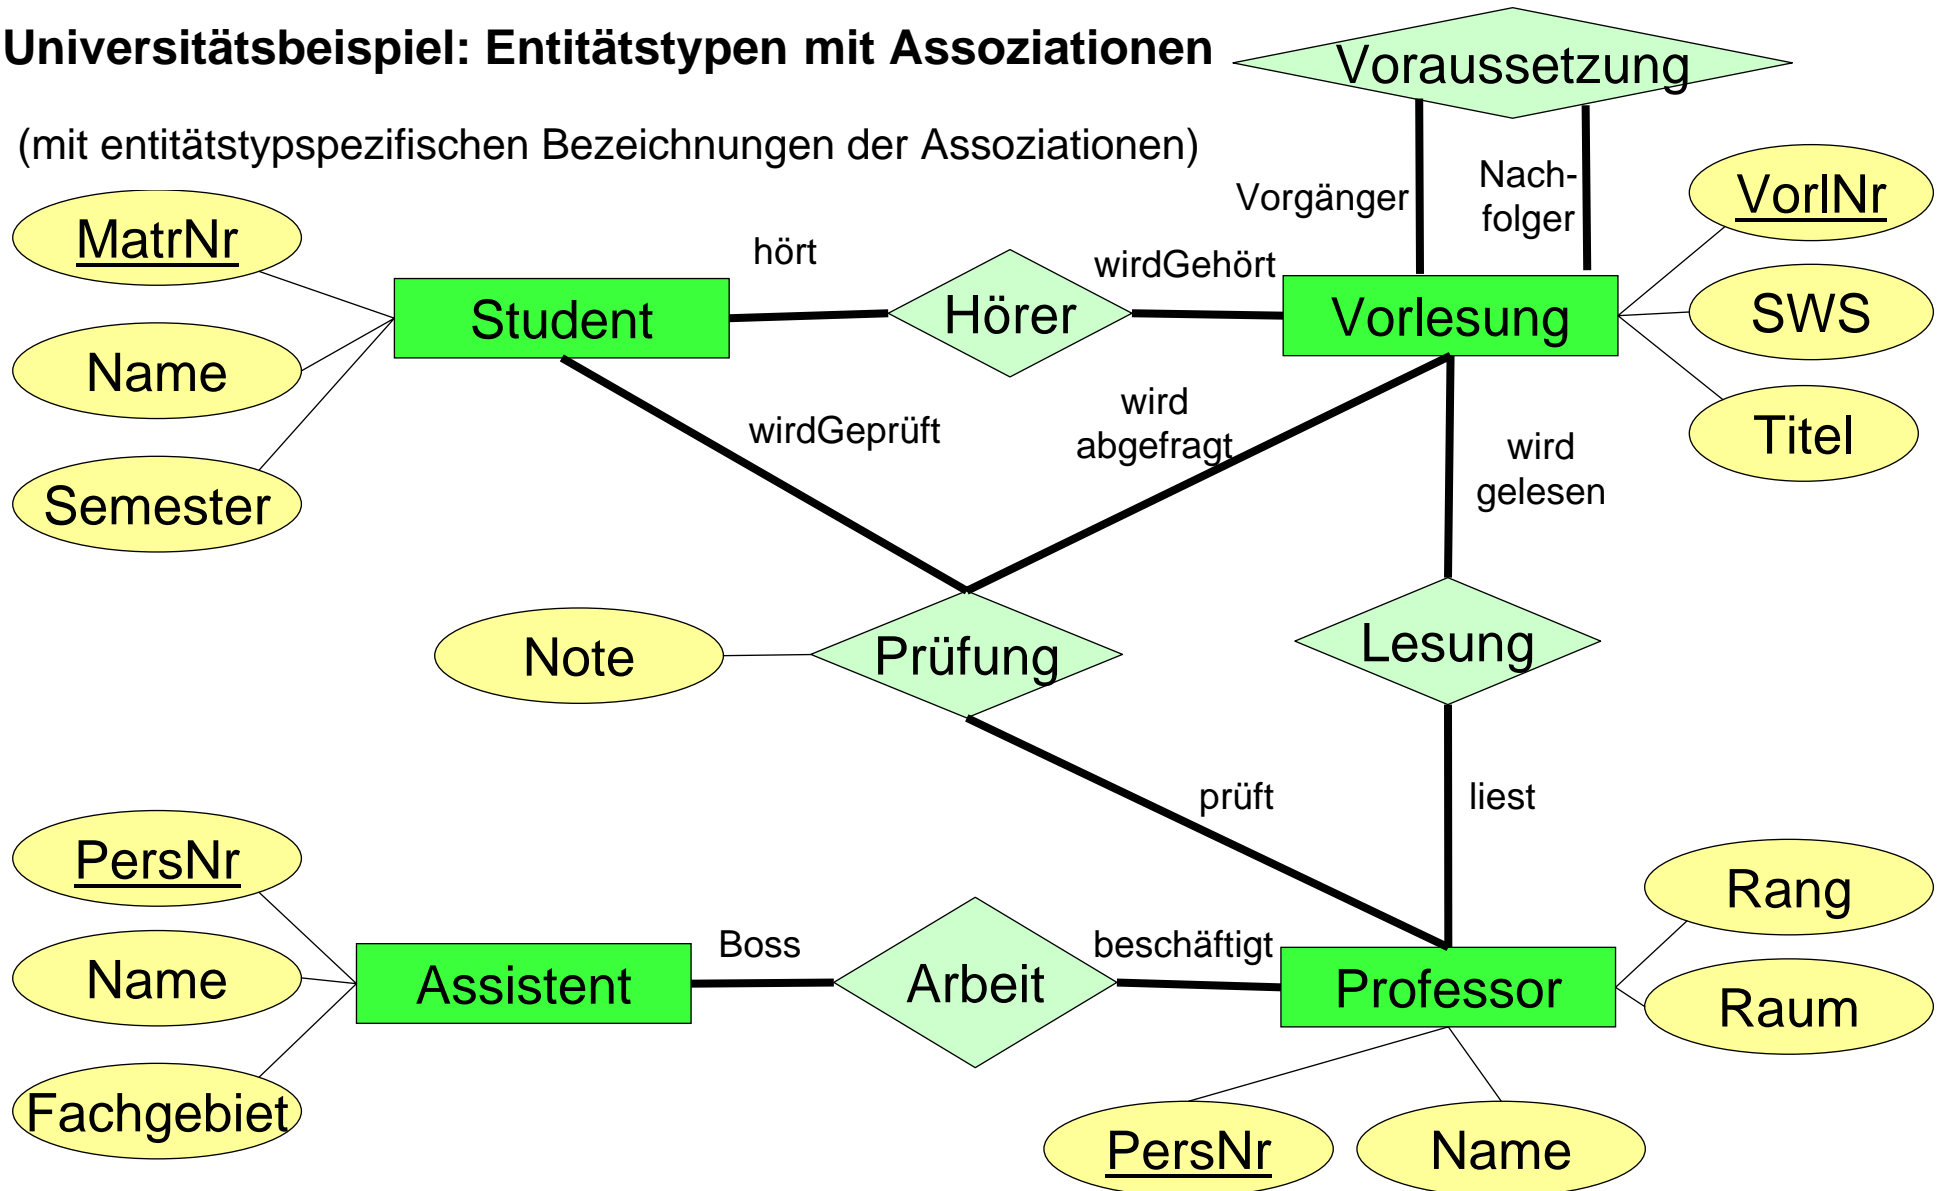 Universitätsbeispiel: Entitätstypen mit Assoziationen
Voraussetzung
(mit entitätstypspezifischen Bezeichnungen der Assoziationen)
Vorgänger
Nach-
folger
VorlNr
MatrNr
hört
wirdGehört
Student
Hörer
Vorlesung
SWS
Name
wirdGeprüft
wird
abgefragt
wird
gelesen
Titel
Semester
Note
Prüfung
Lesung
prüft
liest
PersNr
Rang
Name
Boss
beschäftigt
Assistent
Arbeit
Professor
Raum
Fachgebiet
PersNr
Name